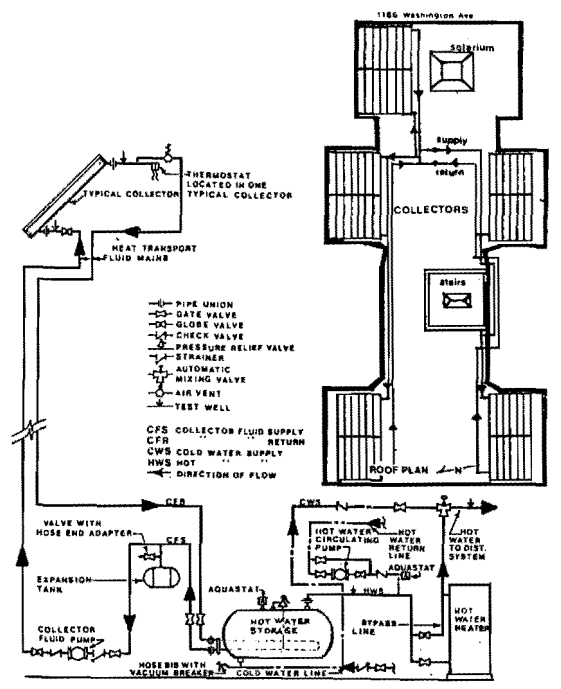 1186 Washington Ave
solarium
supply
return
COLLECTORS
stairs
ROOF PLAN
N
THERMOSTAT
LOCATED IN ONE
TYPICAL COLLECTOR
TYPICAL COLLECTOR
HEAT TRANSPORT
FLUID MAINS
PIPE UNION
GATE VALVE
GLOBE VALVE
CHECK VALVE
PRESSURE RELIEF VALVE
STRAINER
AUTOMATIC
MIXING VALVE
AIR VENT
TEST WELL
CFS COLLECTOR FLUID SUPPLY
CFR " " RETURN
CWS COLD WATER SUPPLY
HWS HOT " "
DIRECTION OF FLOW
CFR
CWS
VALVE WITH
HOSE END ADAPTER
CFS
HOT WATER
CIRCULATING
PUMP
HOT
WATER
RETURN
LINE
HOT
WATER
TO DIST.
SYSTEM
EXPANSION
TANK
AQUASTAT
AQUASTAT
HWS
COLLECTOR
FLUID PUMP
HOT WATER
STORAGE
BYPASS
LINE
HOT
WATER
HEATER
HOSE BIB WITH
VACUUM BREAKER
COLD WATER LINE